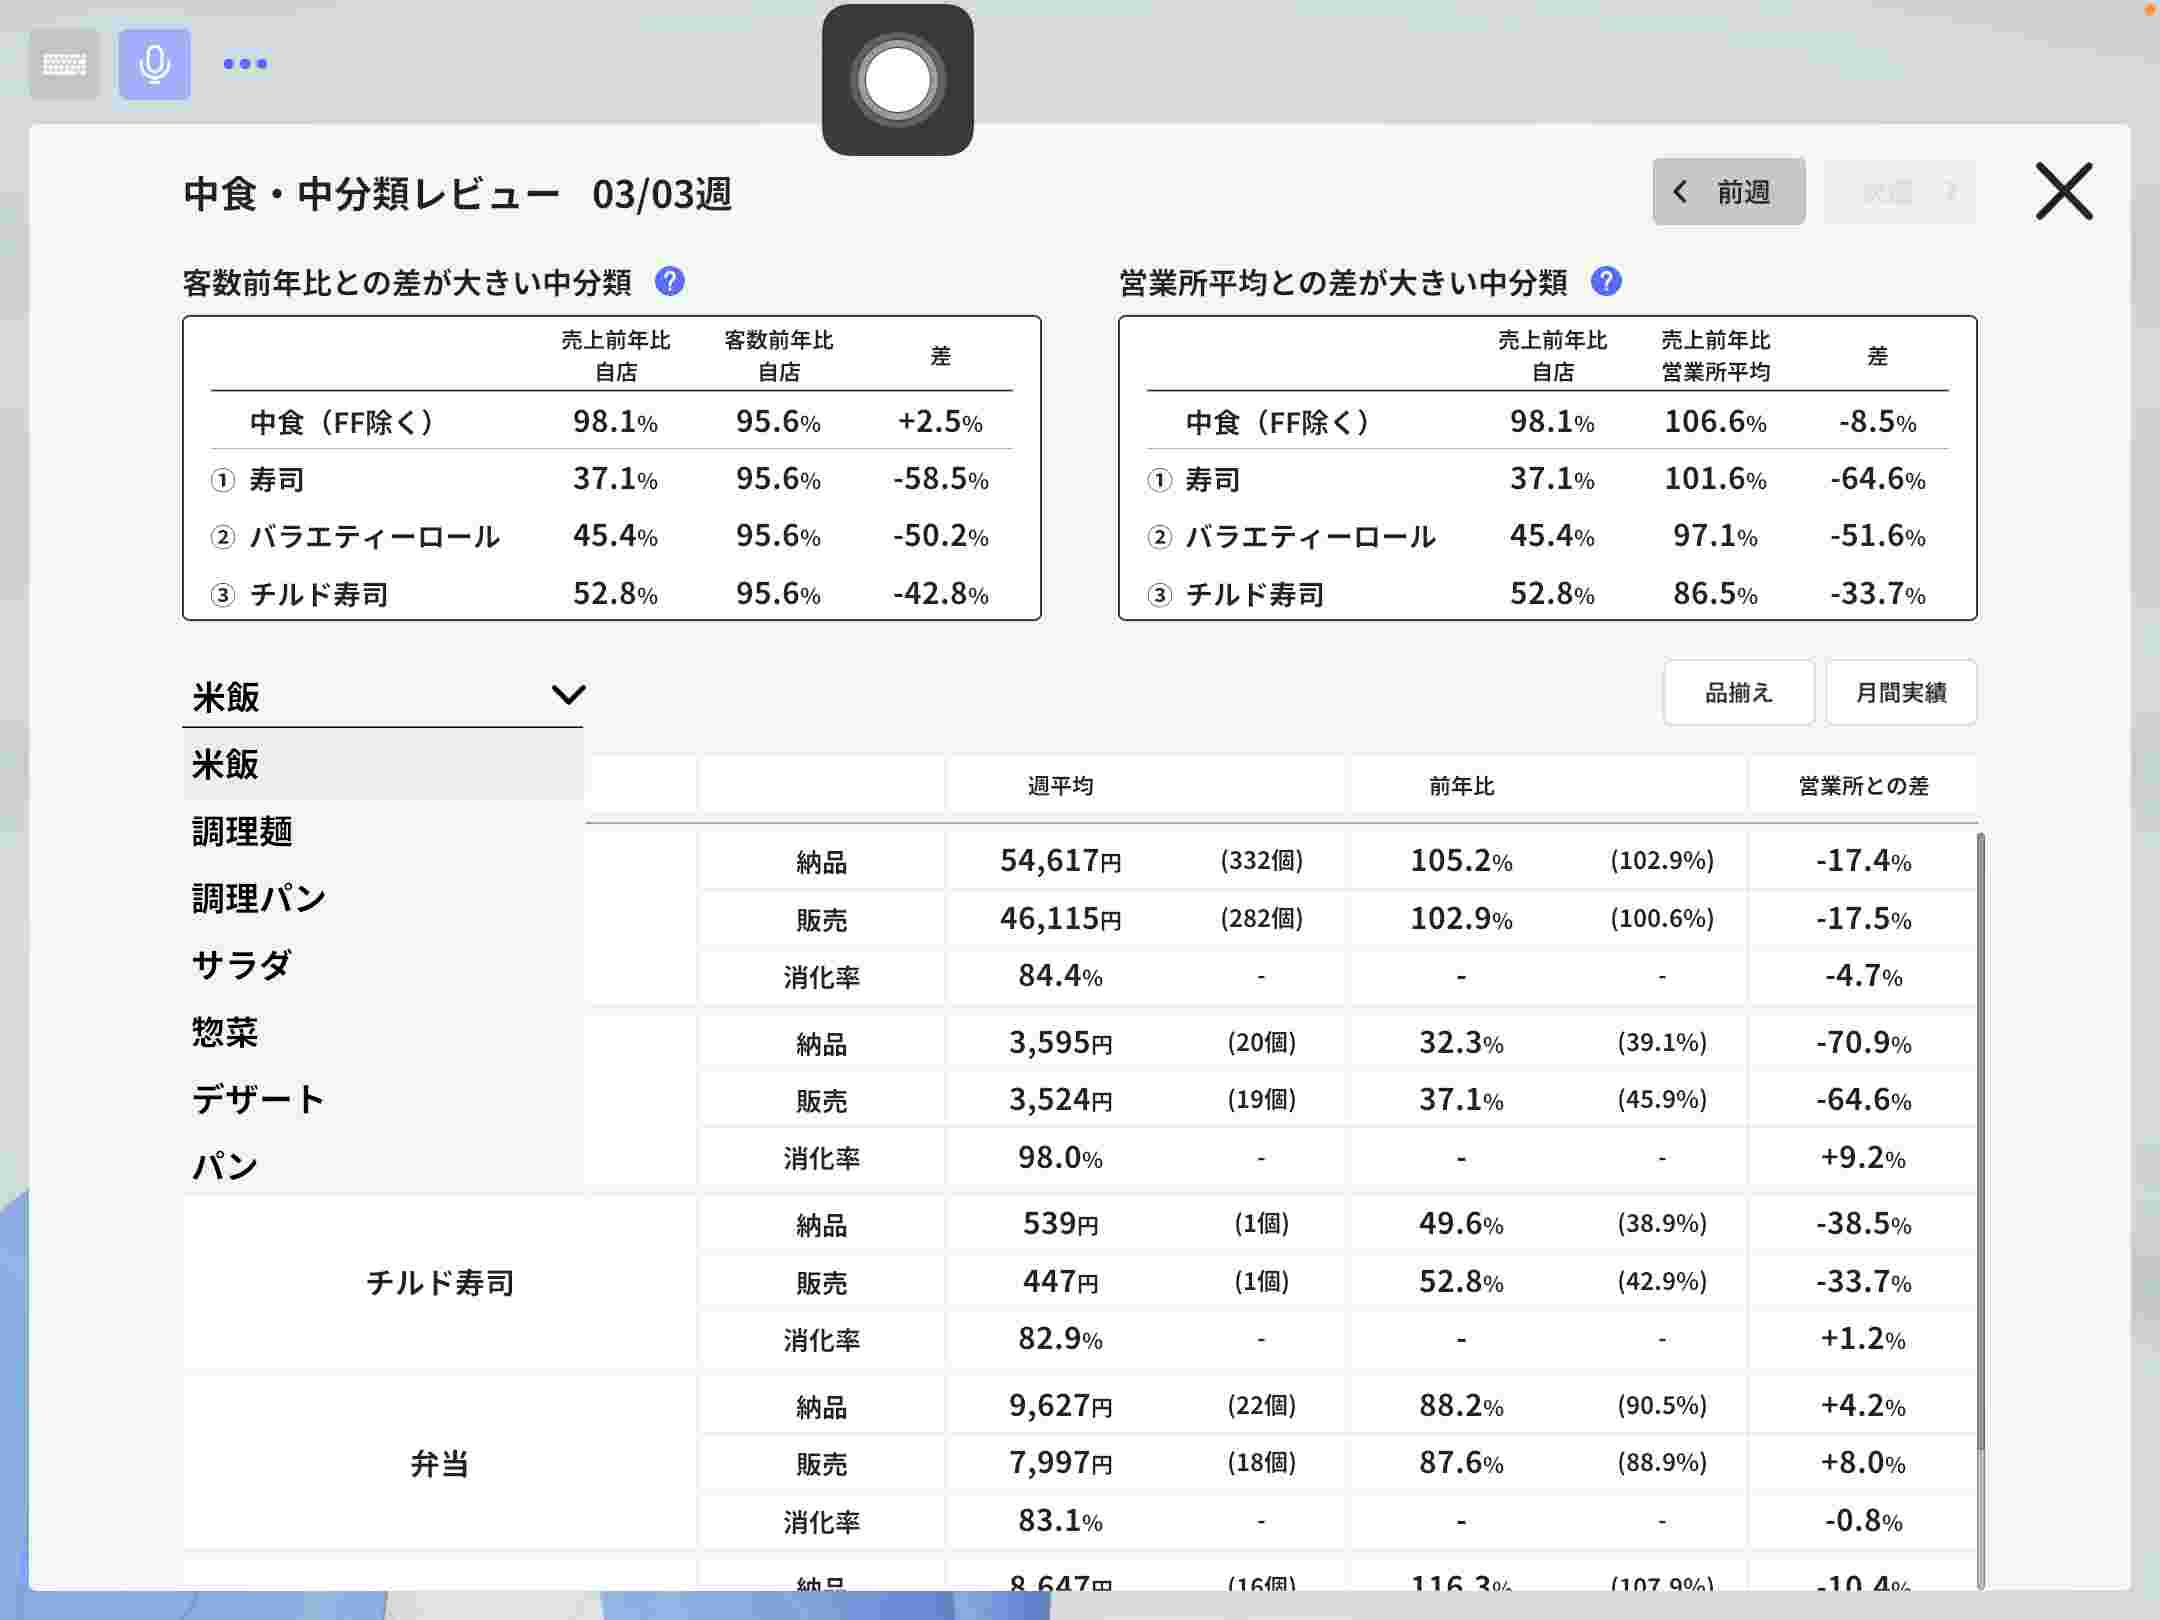 中食・中分類レビュー 03/03週
前週
客数前年比との差が大きい中分類 ?
売上前年比 自店 客数前年比 自店 差
中食（FF除く） 98.1% 95.6% +2.5%
① 寿司 37.1% 95.6% -58.5%
② バラエティーロール 45.4% 95.6% -50.2%
③ チルド寿司 52.8% 95.6% -42.8%
営業所平均との差が大きい中分類 ?
売上前年比 自店 売上前年比 営業所平均 差
中食（FF除く） 98.1% 106.6% -8.5%
① 寿司 37.1% 101.6% -64.6%
② バラエティーロール 45.4% 97.1% -51.6%
③ チルド寿司 52.8% 86.5% -33.7%
米飯
品揃え 月間実績
米飯
調理麺
調理パン
サラダ
惣菜
デザート
パン
週平均 前年比 営業所との差
納品 54,617円 (332個) 105.2% (102.9%) -17.4%
販売 46,115円 (282個) 102.9% (100.6%) -17.5%
消化率 84.4% - - - -4.7%
納品 3,595円 (20個) 32.3% (39.1%) -70.9%
販売 3,524円 (19個) 37.1% (45.9%) -64.6%
消化率 98.0% - - - +9.2%
チルド寿司
納品 539円 (1個) 49.6% (38.9%) -38.5%
販売 447円 (1個) 52.8% (42.9%) -33.7%
消化率 82.9% - - - +1.2%
弁当
納品 9,627円 (22個) 88.2% (90.5%) +4.2%
販売 7,997円 (18個) 87.6% (88.9%) +8.0%
消化率 83.1% - - - -0.8%
納品 8,647円 (16個) 116.3% (107.9%) -10.4%